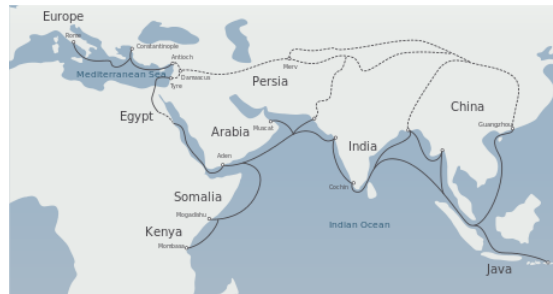 Europe
Rome
Constantinople
Antioch
Mediterranean Sea
Damascus
Tyre
Merv
Persia
China
Egypt
Guangzhou
Arabia
Muscat
India
Aden
Cochin
Somalia
Mogadishu
Indian Ocean
Kenya
Mombasa
Java